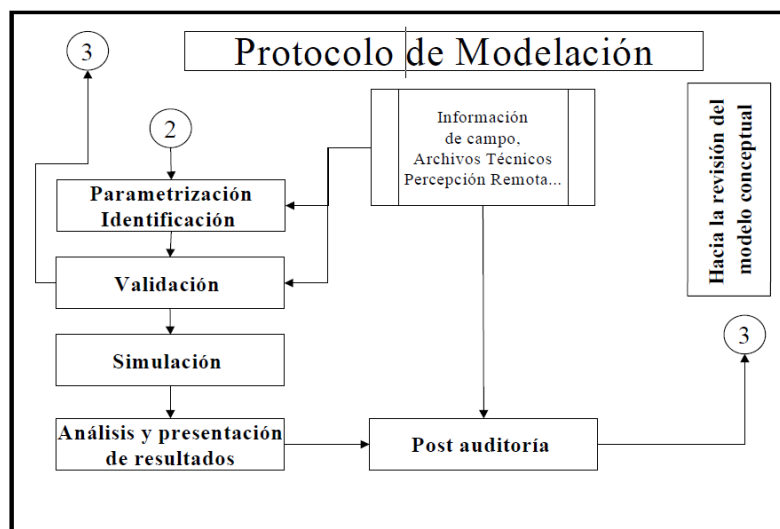 3
Protocolo de Modelación
2
Información
de campo,
Archivos Técnicos
Percepción Remota...
Hacia la revisión del
modelo conceptual
Parametrización
Identificación
Validación
Simulación
3
Análisis y presentación
de resultados
Post auditoría